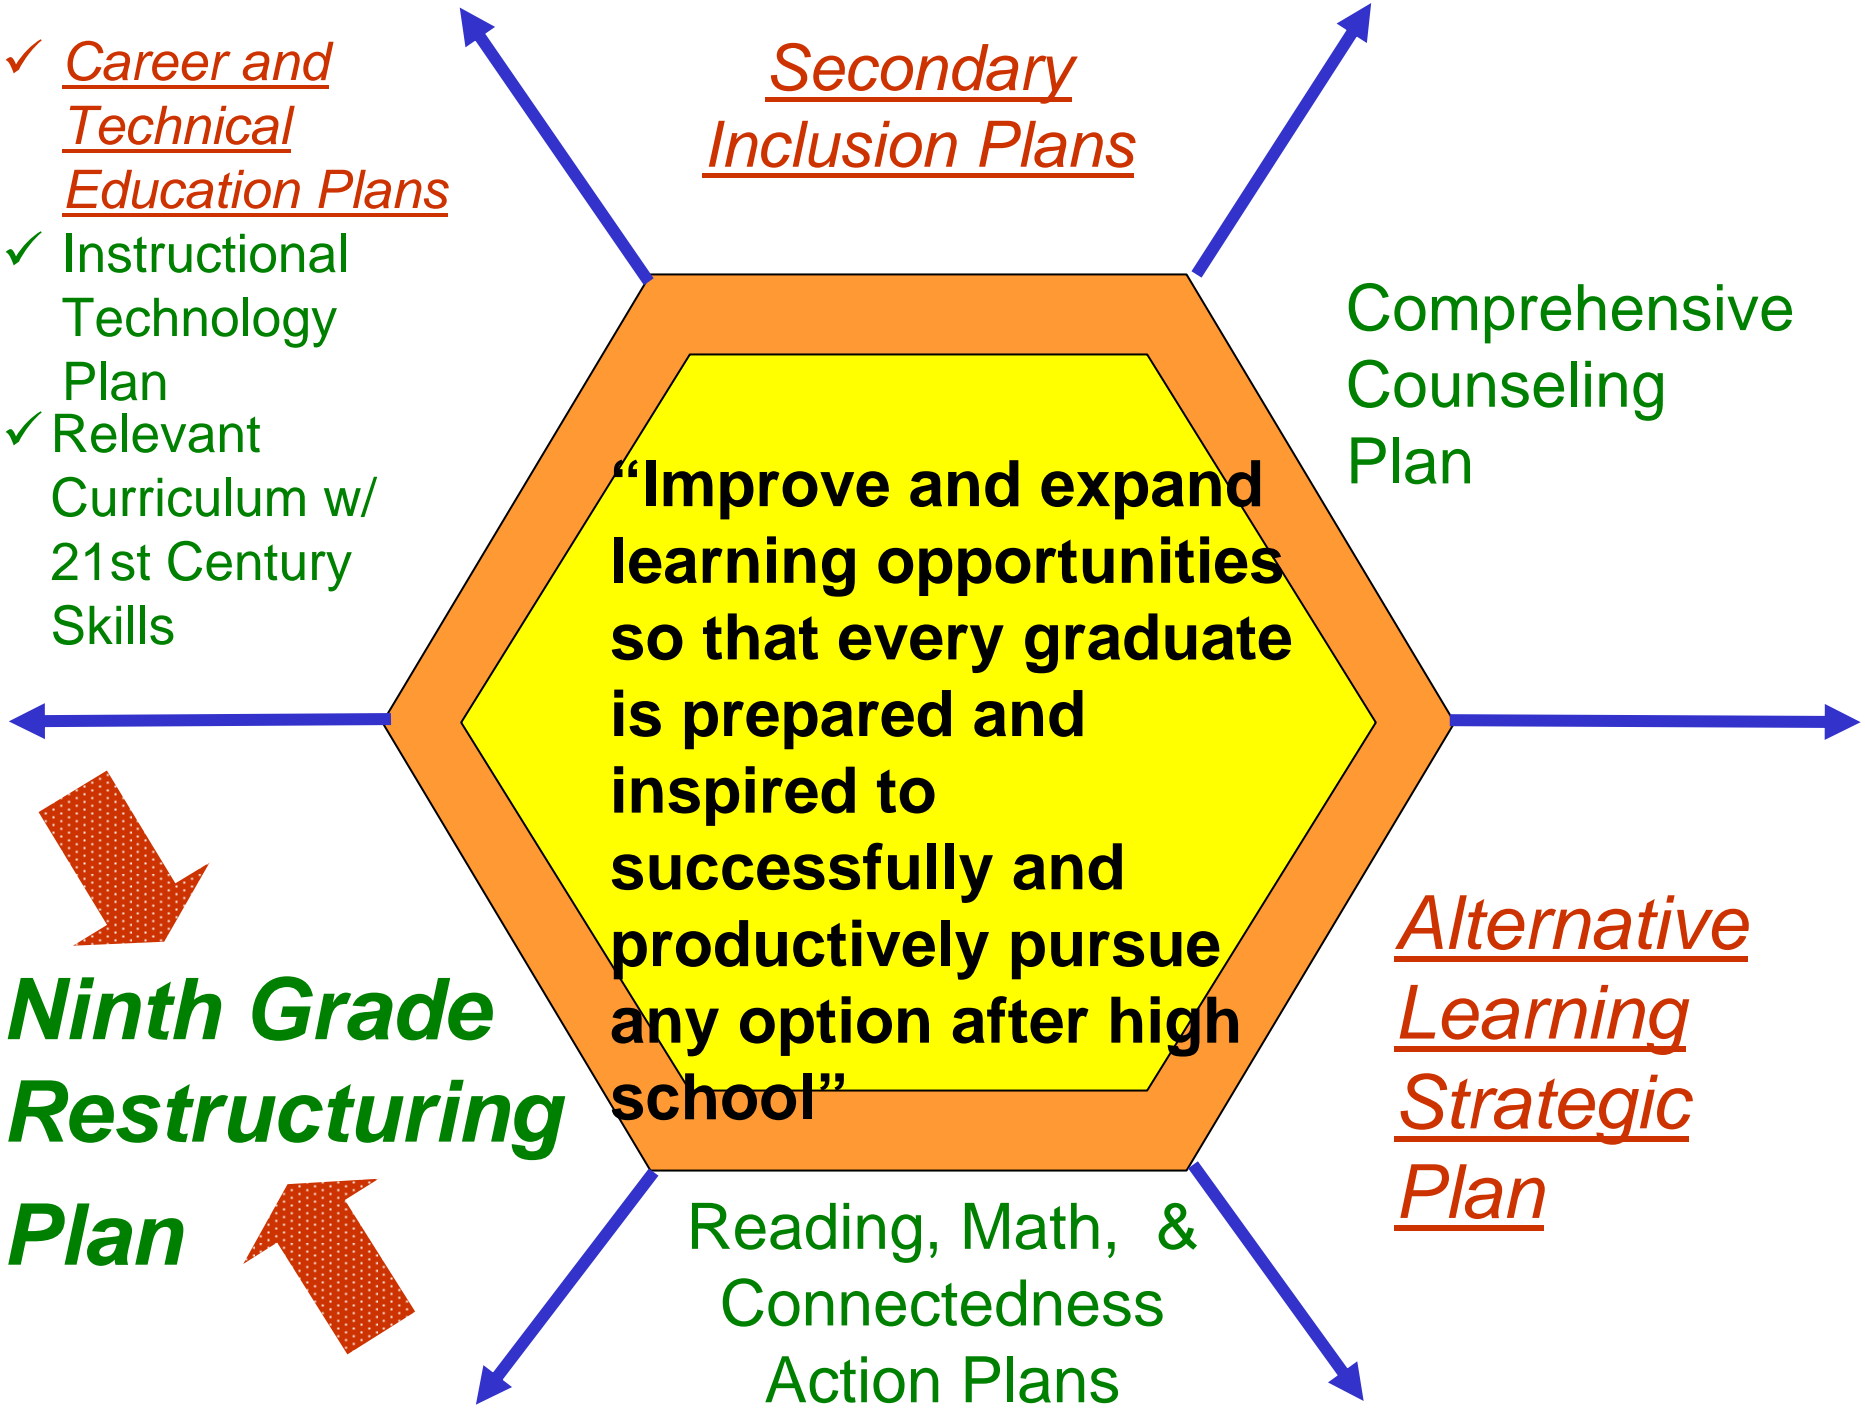 ✓ Career and
Technical
Education Plans
✓ Instructional
Technology
Plan
✓ Relevant
Curriculum w/
21st Century
Skills
Secondary
Inclusion Plans
Comprehensive
Counseling
Plan
“Improve and expand
learning opportunities
so that every graduate
is prepared and
inspired to
successfully and
productively pursue
any option after high
school”
Ninth Grade
Restructuring
Plan
Alternative
Learning
Strategic
Plan
Reading, Math, &
Connectedness
Action Plans